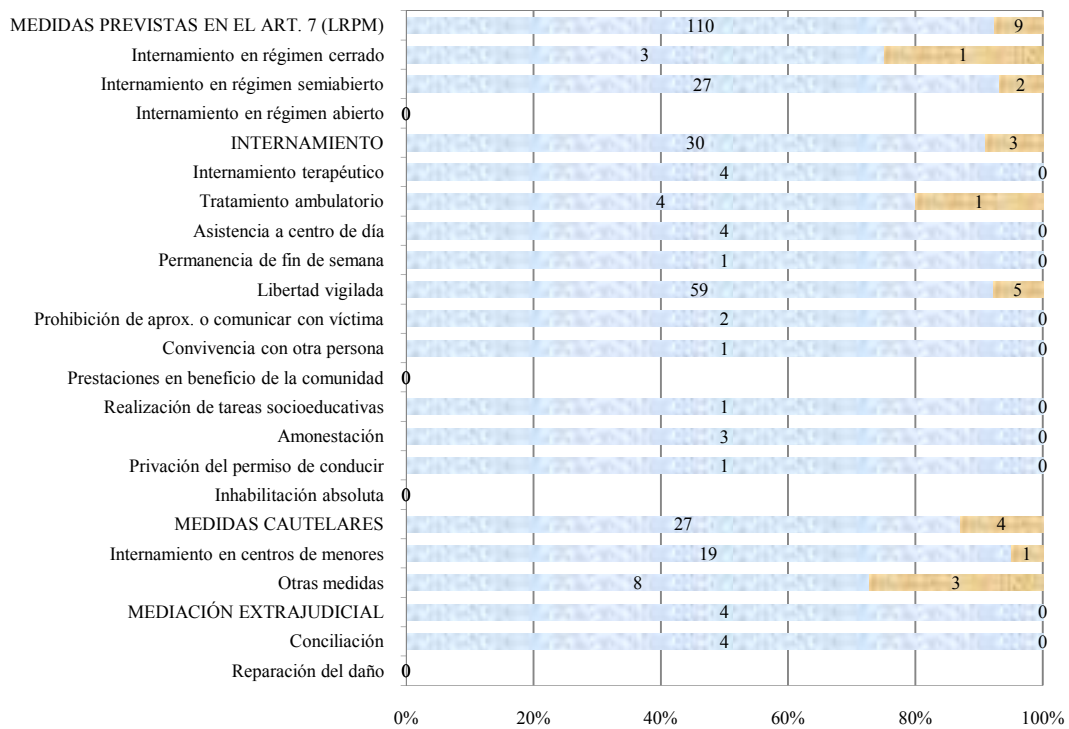 MEDIDAS PREVISTAS EN EL ART. 7 (LRPM) 110 9
Internamiento en régimen cerrado 3 1
Internamiento en régimen semiabierto 27 2
Internamiento en régimen abierto 0
INTERNAMIENTO 30 3
Internamiento terapéutico 4 0
Tratamiento ambulatorio 4 1
Asistencia a centro de día 4 0
Permanencia de fin de semana 1 0
Libertad vigilada 59 5
Prohibición de aprox. o comunicar con víctima 2 0
Convivencia con otra persona 1 0
Prestaciones en beneficio de la comunidad 0
Realización de tareas socioeducativas 1 0
Amonestación 3 0
Privación del permiso de conducir 1 0
Inhabilitación absoluta 0
MEDIDAS CAUTELARES 27 4
Internamiento en centros de menores 19 1
Otras medidas 8 3
MEDIACIÓN EXTRAJUDICIAL 4 0
Conciliación 4 0
Reparación del daño 0
0% 20% 40% 60% 80% 100%